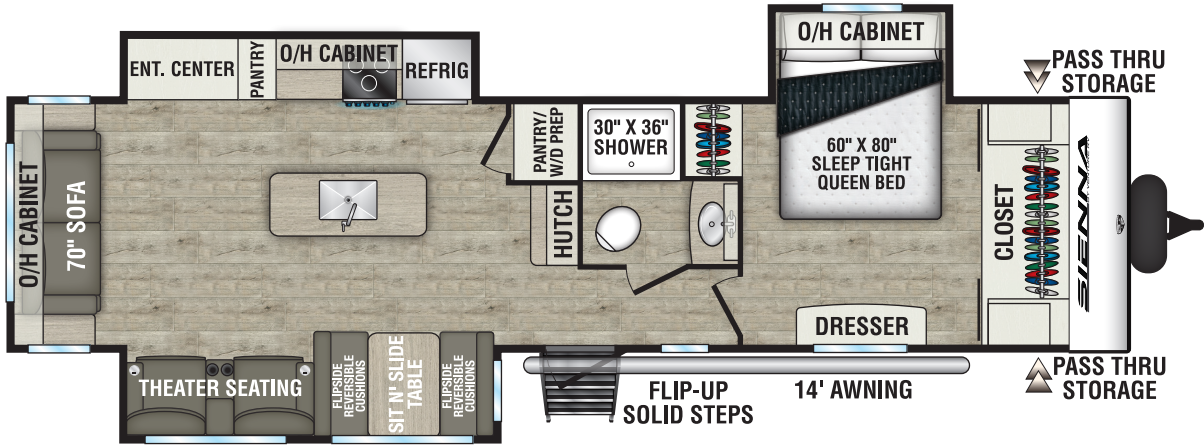 ENT. CENTER
PANTRY
O/H CABINET
REFRIG
O/H CABINET
70" SOFA
PANTRY/
W/D PREP
30" X 36"
SHOWER
HUTCH
O/H CABINET
60" X 80"
SLEEP TIGHT
QUEEN BED
CLOSET
DRESSER
SIENNA
PASS THRU
STORAGE
THEATER SEATING
FLIPSIDE
REVERSIBLE
CUSHIONS
SIT N' SLIDE
TABLE
FLIPSIDE
REVERSIBLE
CUSHIONS
FLIP-UP
SOLID STEPS
14' AWNING
PASS THRU
STORAGE